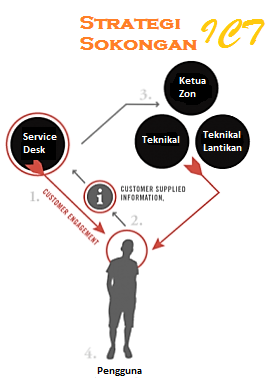 STRATEGI
SOKONGAN ICT
3.
Ketua
Zon
Service
Desk
Teknikal
Teknikal
Lantikan
1.
CUSTOMER ENGAGEMENT
i
CUSTOMER SUPPLIED
INFORMATION.
2.
4.
Pengguna